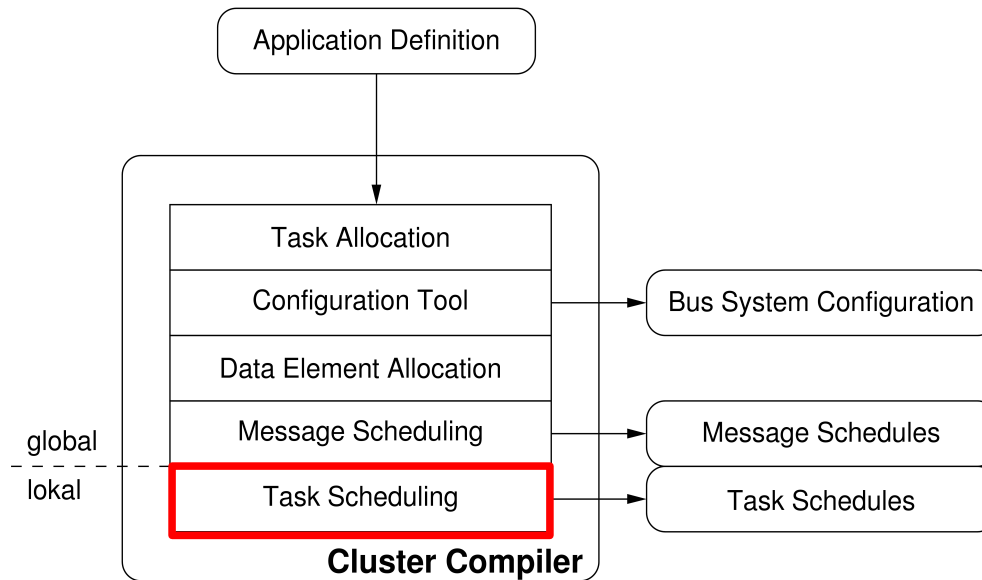 Application Definition
Task Allocation
Configuration Tool
Bus System Configuration
Data Element Allocation
global
Message Scheduling
Message Schedules
lokal
Task Scheduling
Task Schedules
Cluster Compiler